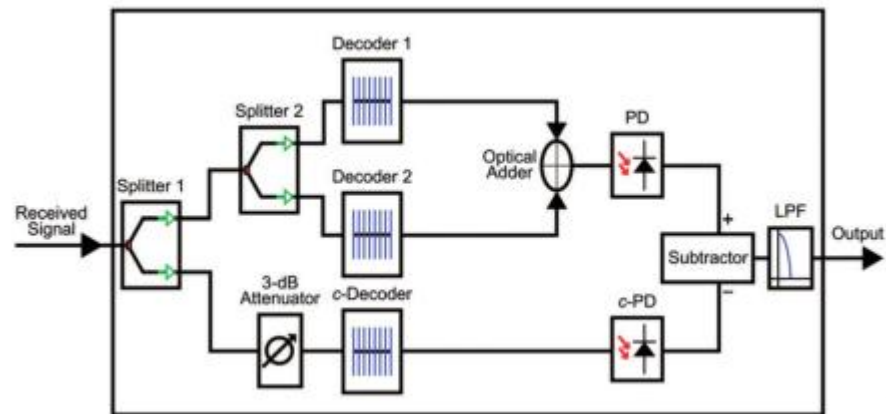 Decoder 1
Splitter 2
PD
Optical
Adder
Splitter 1
Decoder 2
LPF
Received
Signal
+
Subtractor
Output
−
3-dB
Attenuator
c-Decoder
c-PD